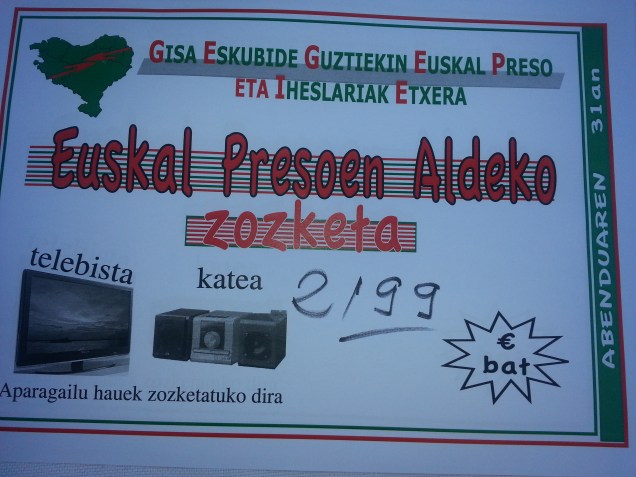 GISA ESKUBIDE GUZTIEKIN EUSKAL PRESO
ETA IHESLARIAK ETXERA
Euskal Presoen Aldeko
zozketa
telebista
katea
2199
€
bat
Aparagailu hauek zozketatuko dira
ABENDUAREN 31an